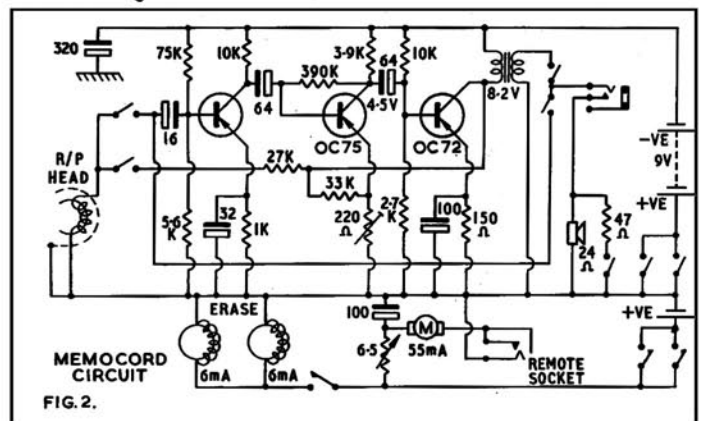 320
75K
10K
64
390K
3·9K
64
4·5V
10K
8·2V
16
OC75
OC72
-VE
9V
+VE
R/P
HEAD
27K
33K
5·6
K
32
1K
220
Ω
2·7
K
100
150
Ω
24
Ω
47
Ω
ERASE
100
+VE
MEMOCORD
CIRCUIT
6mA
6mA
6·5
M
55mA
REMOTE
SOCKET
FIG. 2.